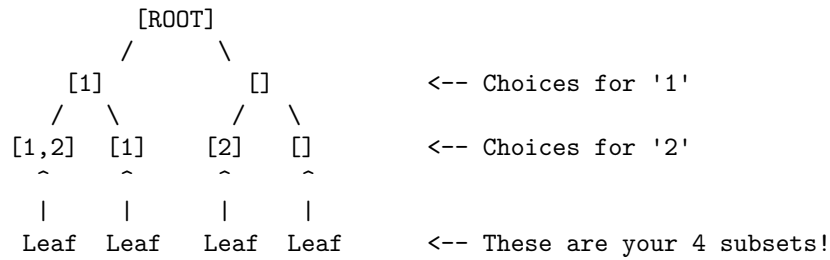 [ROOT]
/ \
[1] [] <-- Choices for '1'
/ \ / \
[1,2] [1] [2] [] <-- Choices for '2'
^ ^ ^ ^
| | | |
Leaf Leaf Leaf Leaf <-- These are your 4 subsets!